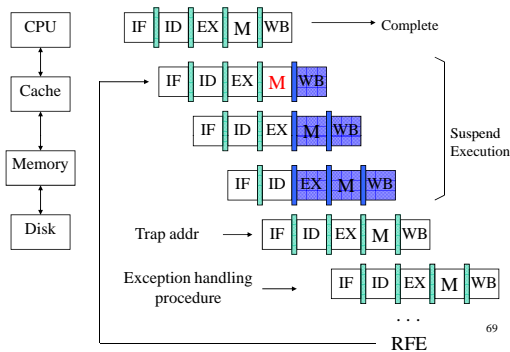 CPU
Cache
Memory
Disk
IF ID EX M WB
Complete
IF ID EX M WB
IF ID EX M WB
IF ID EX M WB
Suspend
Execution
Trap addr
IF ID EX M WB
Exception handling
procedure
IF ID EX M WB
. . .
RFE
69